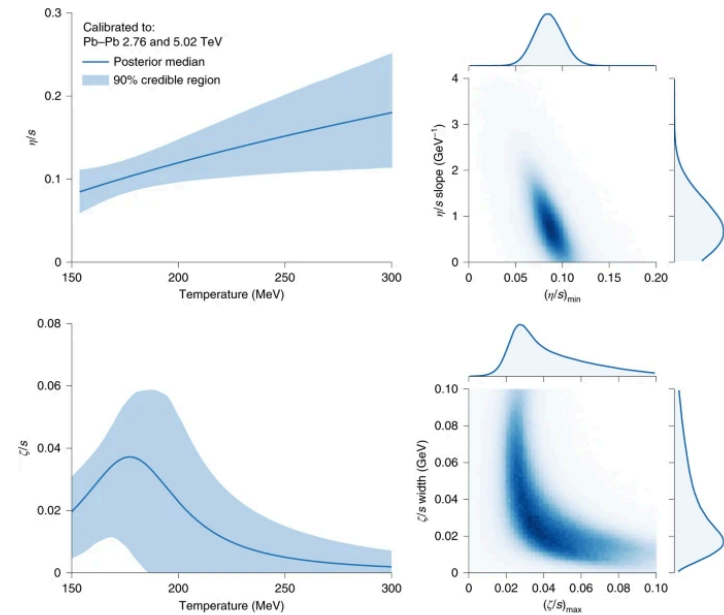 Calibrated to:
Pb–Pb 2.76 and 5.02 TeV
Posterior median
90% credible region
0.3
0.2
0.1
0
η/s
150 200 250 300
Temperature (MeV)
4
3
2
1
0
η/s slope (GeV⁻¹)
0 0.05 0.10 0.15 0.20
(η/s)min
0.08
0.06
0.04
0.02
0
ζ/s
150 200 250 300
Temperature (MeV)
0.10
0.08
0.06
0.04
0.02
0
ζ/s width (GeV)
0 0.02 0.04 0.06 0.08 0.10
(ζ/s)max